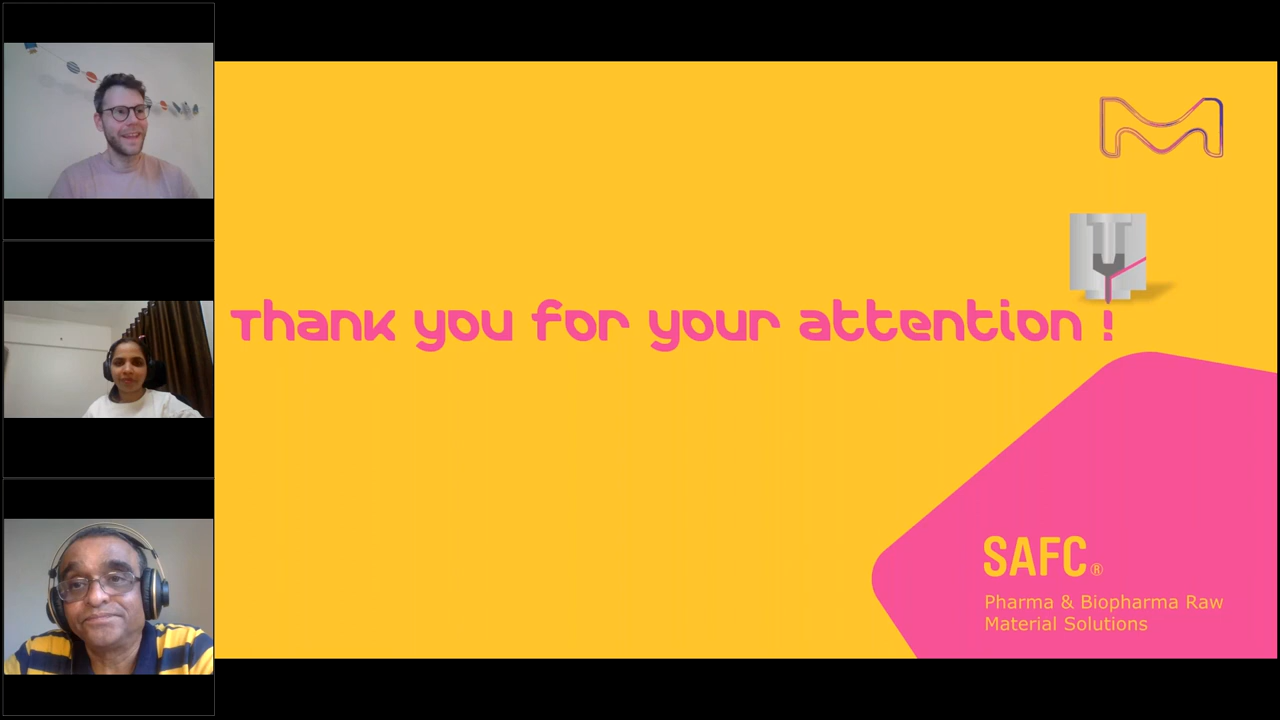 Thank you for your attention !
SAFC®
Pharma & Biopharma Raw
Material Solutions